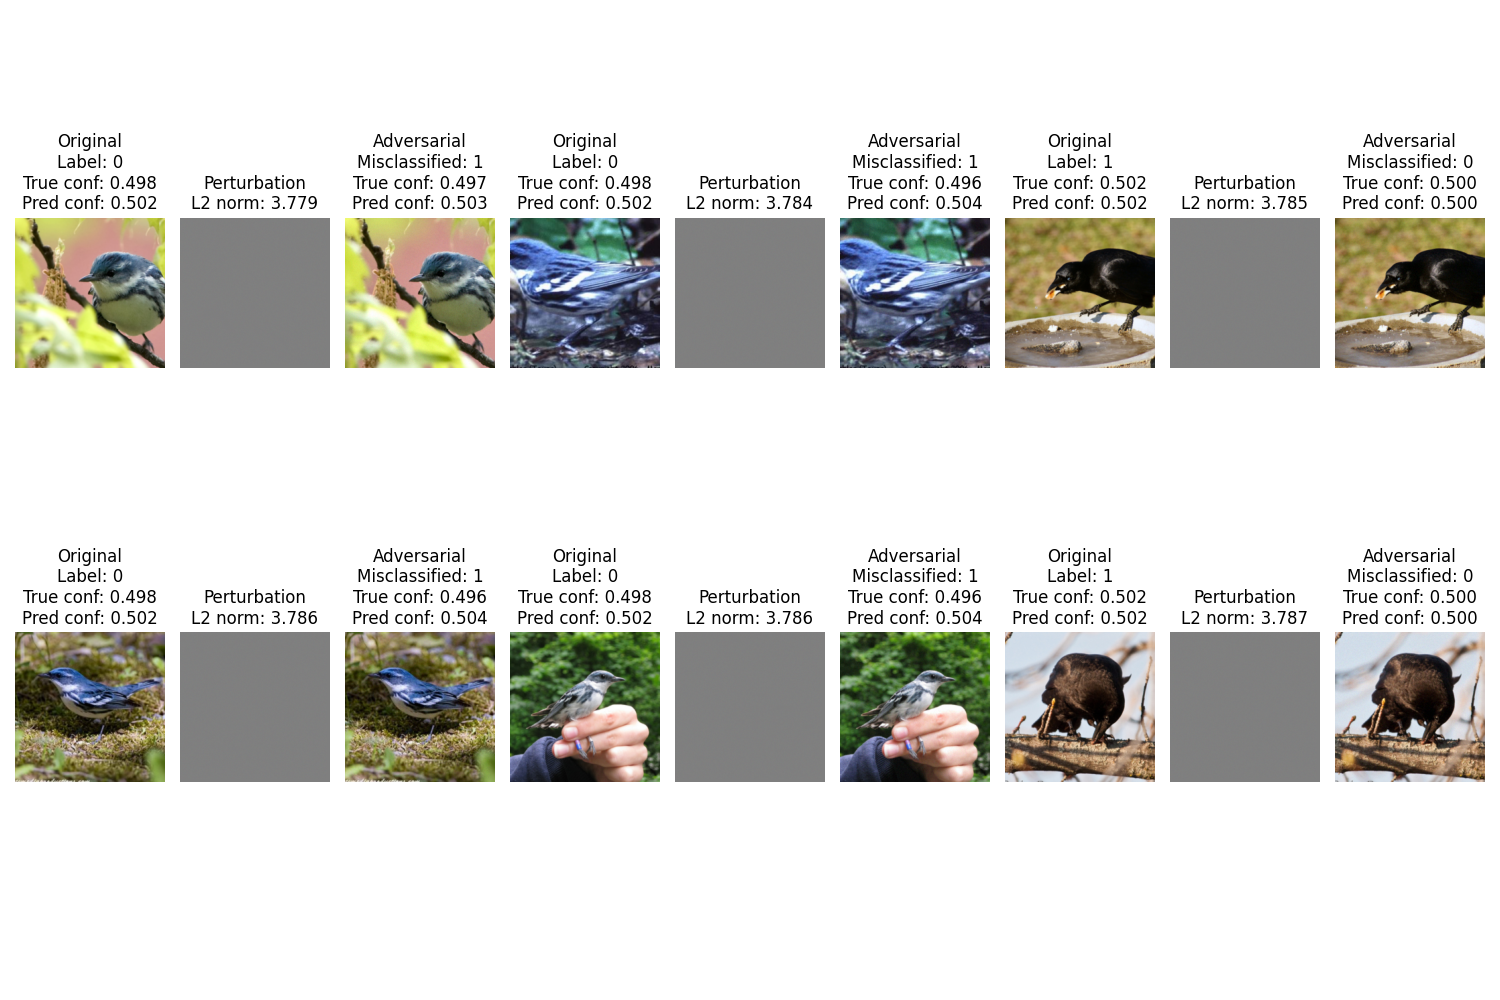 Original
Label: 0
True conf: 0.498
Pred conf: 0.502
Perturbation
L2 norm: 3.779
Adversarial
Misclassified: 1
True conf: 0.497
Pred conf: 0.503
Original
Label: 0
True conf: 0.498
Pred conf: 0.502
Perturbation
L2 norm: 3.784
Adversarial
Misclassified: 1
True conf: 0.496
Pred conf: 0.504
Original
Label: 1
True conf: 0.502
Pred conf: 0.502
Perturbation
L2 norm: 3.785
Adversarial
Misclassified: 0
True conf: 0.500
Pred conf: 0.500
Original
Label: 0
True conf: 0.498
Pred conf: 0.502
Perturbation
L2 norm: 3.786
Adversarial
Misclassified: 1
True conf: 0.496
Pred conf: 0.504
Original
Label: 0
True conf: 0.498
Pred conf: 0.502
Perturbation
L2 norm: 3.786
Adversarial
Misclassified: 1
True conf: 0.496
Pred conf: 0.504
Original
Label: 1
True conf: 0.502
Pred conf: 0.502
Perturbation
L2 norm: 3.787
Adversarial
Misclassified: 0
True conf: 0.500
Pred conf: 0.500